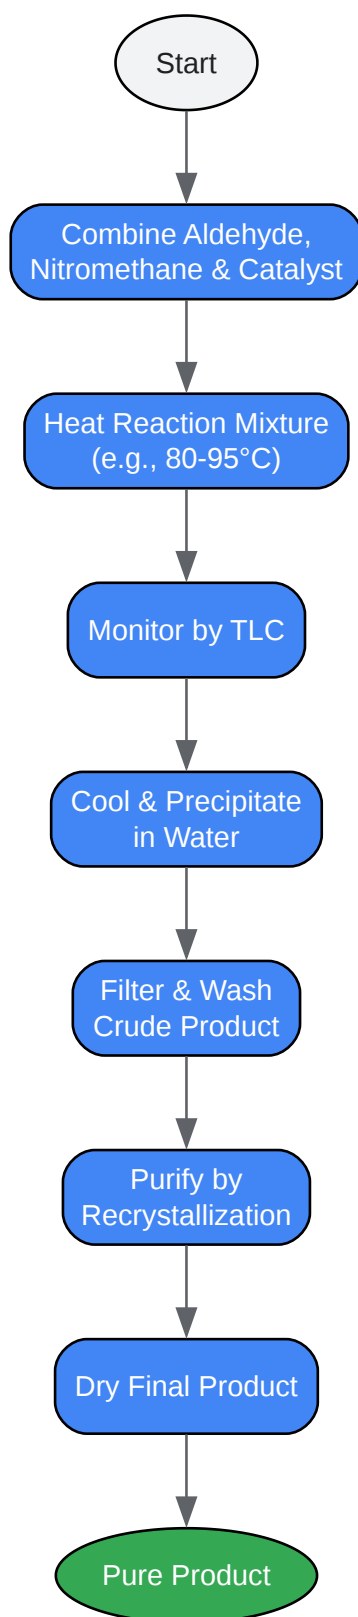 Start
Combine Aldehyde,
Nitromethane & Catalyst
Heat Reaction Mixture
(e.g., 80-95°C)
Monitor by TLC
Cool & Precipitate
in Water
Filter & Wash
Crude Product
Purify by
Recrystallization
Dry Final Product
Pure Product